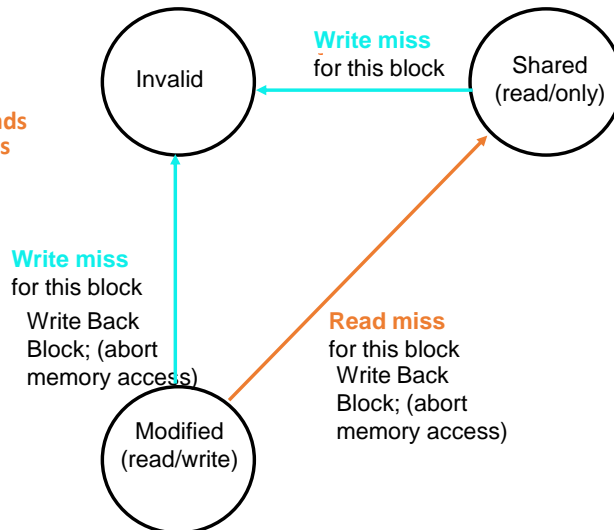 Write miss
for this block
Invalid
Shared
(read/only)
Write miss
for this block
Write Back
Block; (abort
memory access)
Read miss
for this block
Write Back
Block; (abort
memory access)
Modified
(read/write)